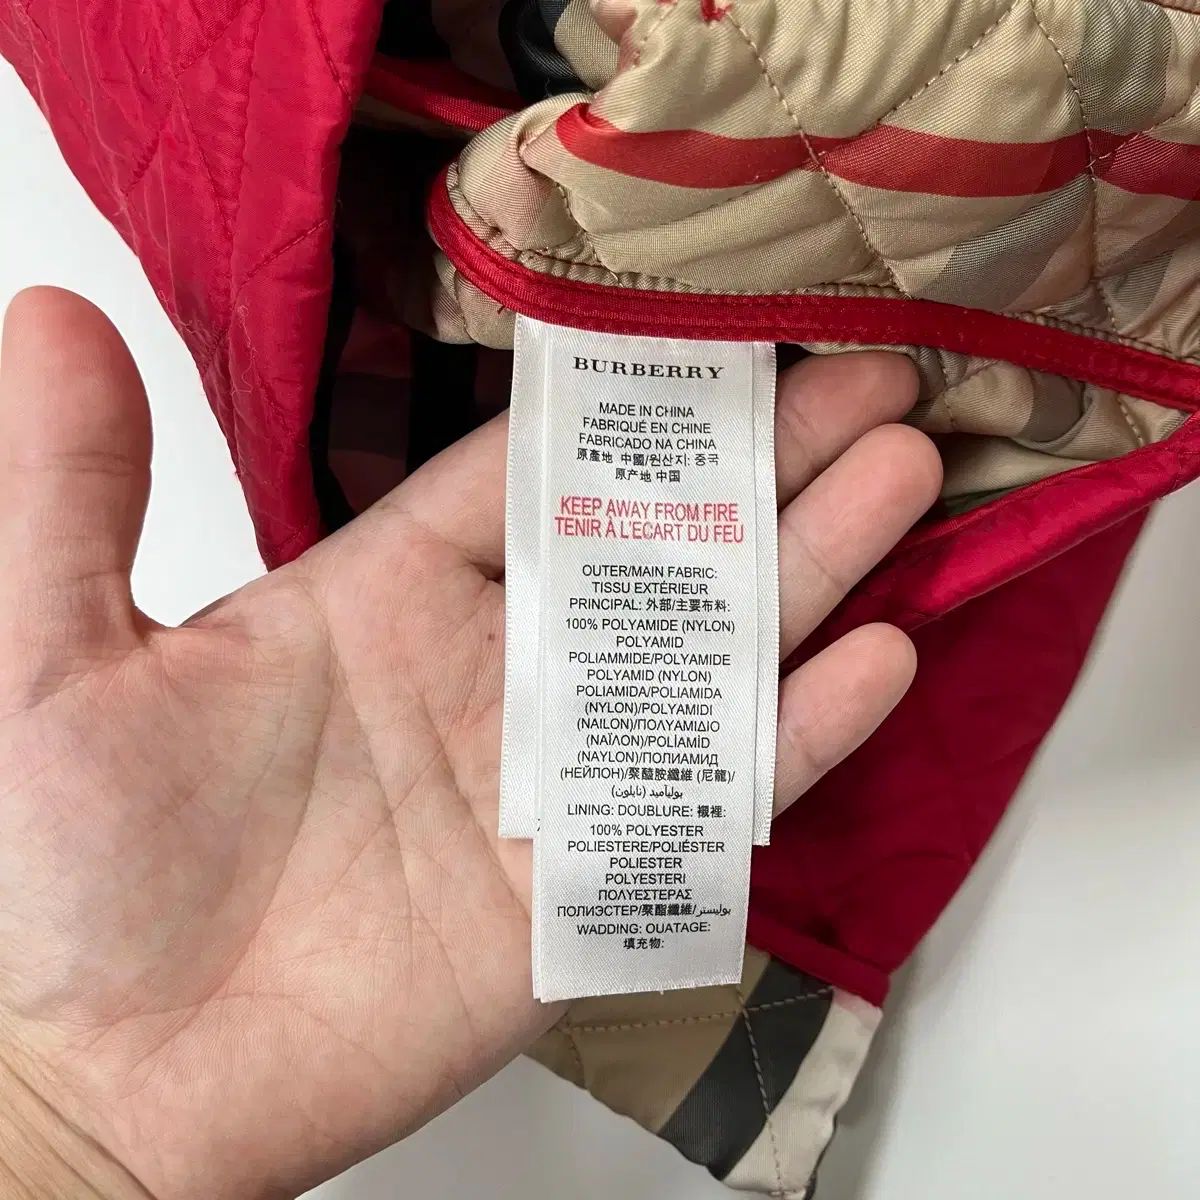 BURBERRY
MADE IN CHINA
FABRIQUÉ EN CHINE
FABRICADO NA CHINA
原產地 中國/원산지: 중국
原产地 中国
KEEP AWAY FROM FIRE
TENIR À L'ECART DU FEU
OUTER/MAIN FABRIC:
TISSU EXTÉRIEUR
PRINCIPAL: 外部/主要布料:
100% POLYAMIDE (NYLON)
POLYAMID
POLIAMMIDE/POLYAMIDE
POLYAMID (NYLON)
POLIAMIDA/POLIAMIDA
(NYLON)/POLYAMIDI
(NAILON)/ΠΟΛΥΑΜΙΔΙΟ
(ΝΑΪΛΟΝ)/POLİAMİD
(NAYLON)/ПОЛИАМИД
(НЕЙЛОН)/聚醯胺纖維 (尼龍)/
بوليأميد (نايلون)
LINING: DOUBLURE: 襯裡:
100% POLYESTER
POLIESTERE/POLIÉSTER
POLIESTER
POLYESTERI
ΠΟΛΥΕΣΤΕΡΑΣ
ПОЛИЭСТЕР/聚酯纖維/بوليستر
WADDING: OUATAGE:
填充物: